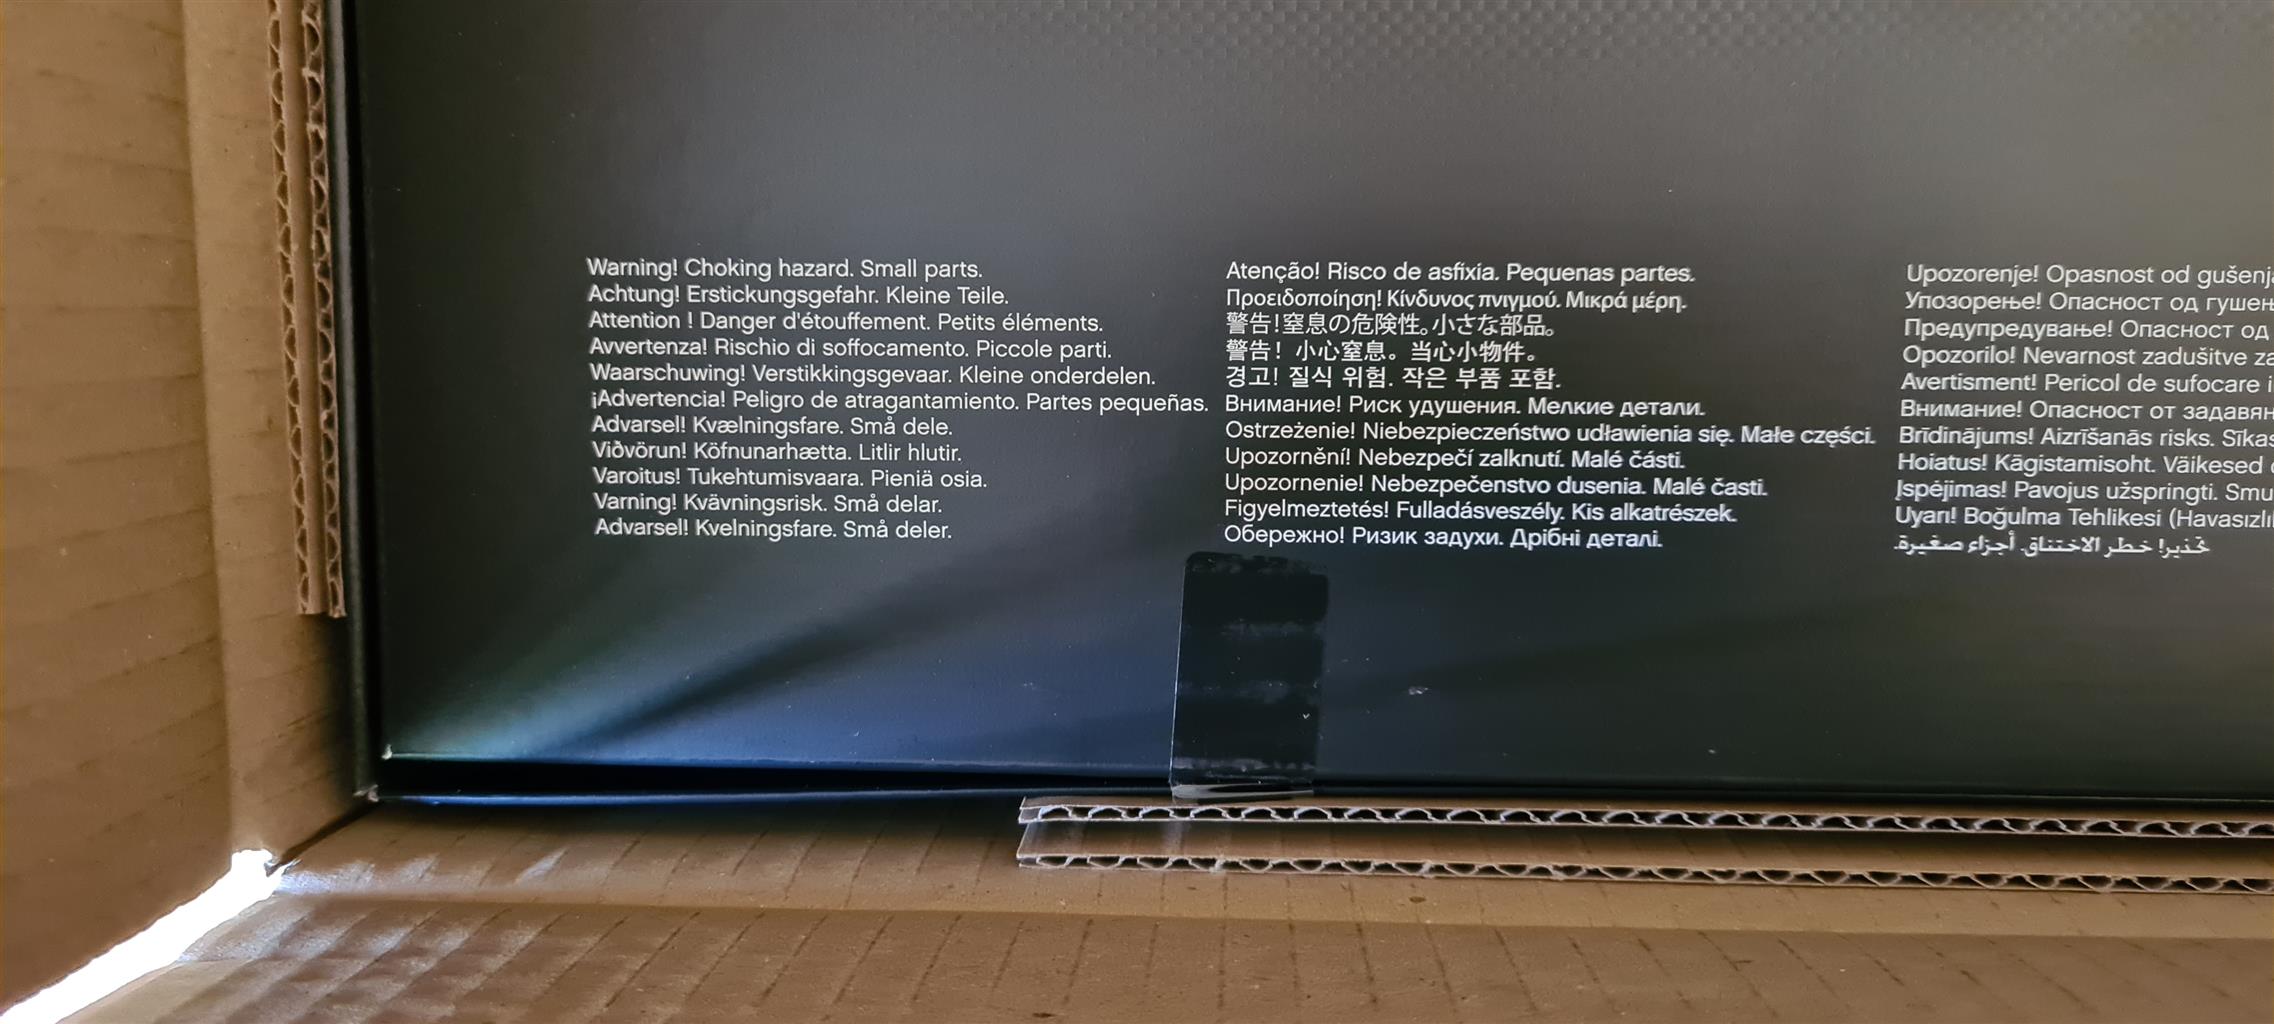 Warning! Choking hazard. Small parts.
Achtung! Erstickungsgefahr. Kleine Teile.
Attention ! Danger d'étouffement. Petits éléments.
Avvertenza! Rischio di soffocamento. Piccole parti.
Waarschuwing! Verstikkingsgevaar. Kleine onderdelen.
¡Advertencia! Peligro de atragantamiento. Partes pequeñas.
Advarsel! Kvælningsfare. Små dele.
Viðvörun! Köfnunarhætta. Litlir hlutir.
Varoitus! Tukehtumisvaara. Pieniä osia.
Varning! Kvävningsrisk. Små delar.
Advarsel! Kvelningsfare. Små deler.
Atenção! Risco de asfixia. Pequenas partes.
Προειδοποίηση! Κίνδυνος πνιγμού. Μικρά μέρη.
警告!窒息の危険性。小さな部品。
警告！小心窒息。当心小物件。
경고! 질식 위험. 작은 부품 포함.
Внимание! Риск удушения. Мелкие детали.
Ostrzeżenie! Niebezpieczeństwo udławienia się. Małe części.
Upozornění! Nebezpečí zalknutí. Malé části.
Upozornenie! Nebezpečenstvo dusenia. Malé časti.
Figyelmeztetés! Fulladásveszély. Kis alkatrészek.
Обережно! Ризик задухи. Дрібні деталі.
Upozorenje! Opasnost od
Упозорење! Опасност од
Предупредување! Опасност од
Opozorilo! Nevarnost zadušitve
Avertisment! Pericol de sufocare
Внимание! Опасност от
Brīdinājums! Aizrīšanās risks.
Hoiatus! Kägistamisoht. Väikesed
Įspėjimas! Pavojus užspringti.
Uyarı! Boğulma Tehlikesi
تحذير! خطر الاختناق. أجزاء صغيرة.